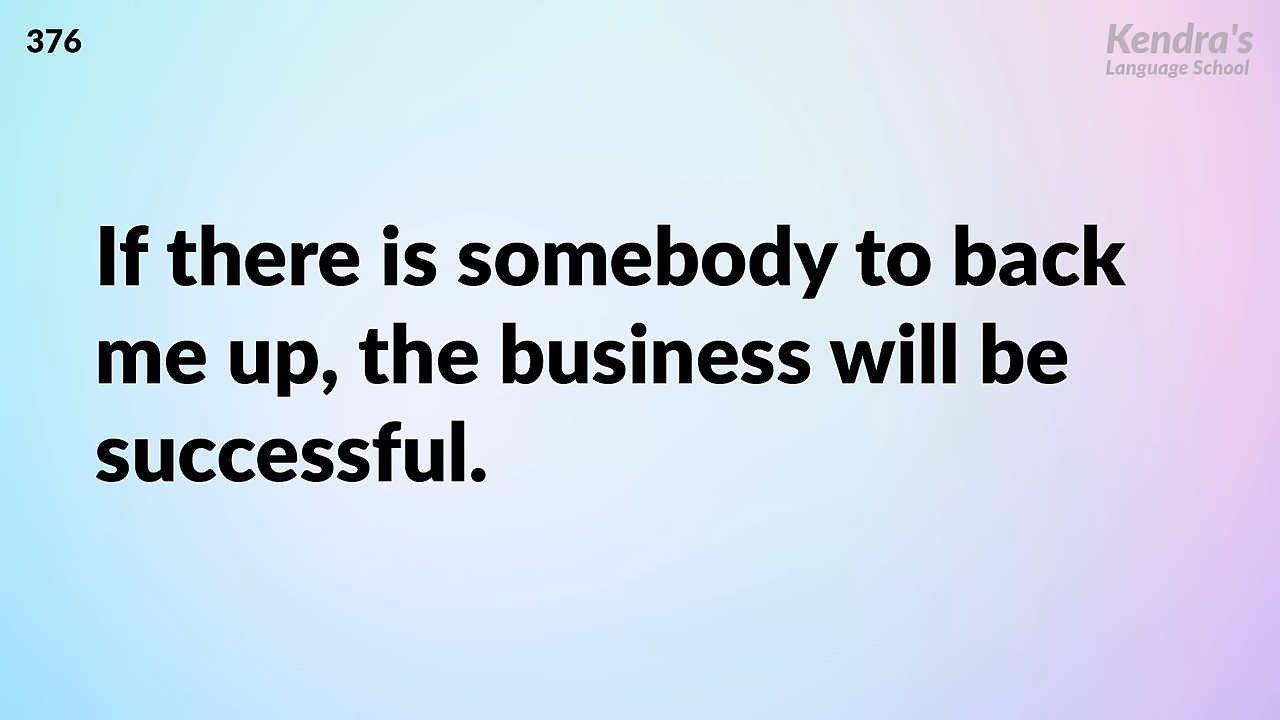 376
Kendra's
Language School
If there is somebody to back
me up, the business will be
successful.